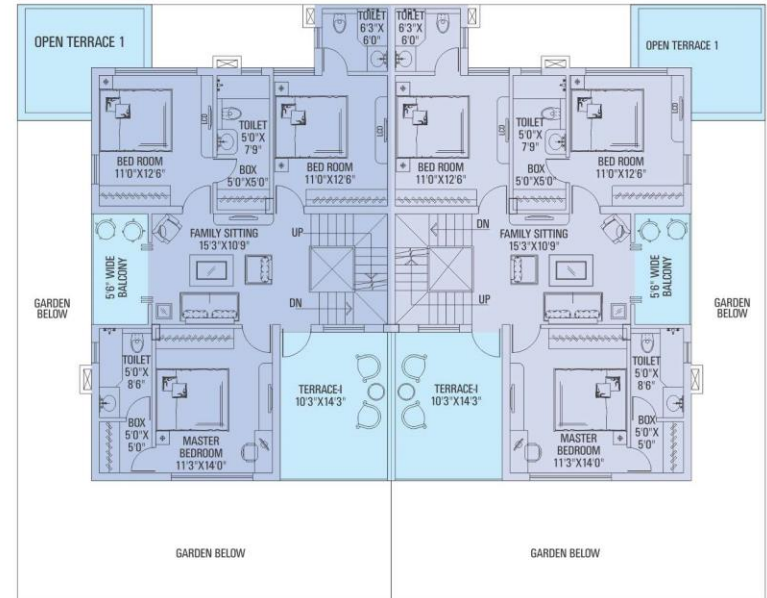 OPEN TERRACE 1
TOILET
6'3"X
6'0"
TOILET
6'3"X
6'0"
OPEN TERRACE 1
BED ROOM
11'0"X12'6"
LCD
TOILET
5'0"X
7'9"
BOX
5'0"X5'0"
BED ROOM
11'0"X12'6"
LCD
LCD
BED ROOM
11'0"X12'6"
TOILET
5'0"X
7'9"
BOX
5'0"X5'0"
BED ROOM
11'0"X12'6"
LCD
FAMILY SITTING
15'3"X10'9"
UP
DN
DN
UP
FAMILY SITTING
15'3"X10'9"
GARDEN
BELOW
5'6" WIDE
BALCONY
5'6" WIDE
BALCONY
GARDEN
BELOW
TOILET
5'0"X
8'6"
BOX
5'0"X
5'0"
MASTER
BEDROOM
11'3"X14'0"
TERRACE-I
10'3"X14'3"
TERRACE-I
10'3"X14'3"
MASTER
BEDROOM
11'3"X14'0"
TOILET
5'0"X
8'6"
BOX
5'0"X
5'0"
GARDEN BELOW
GARDEN BELOW